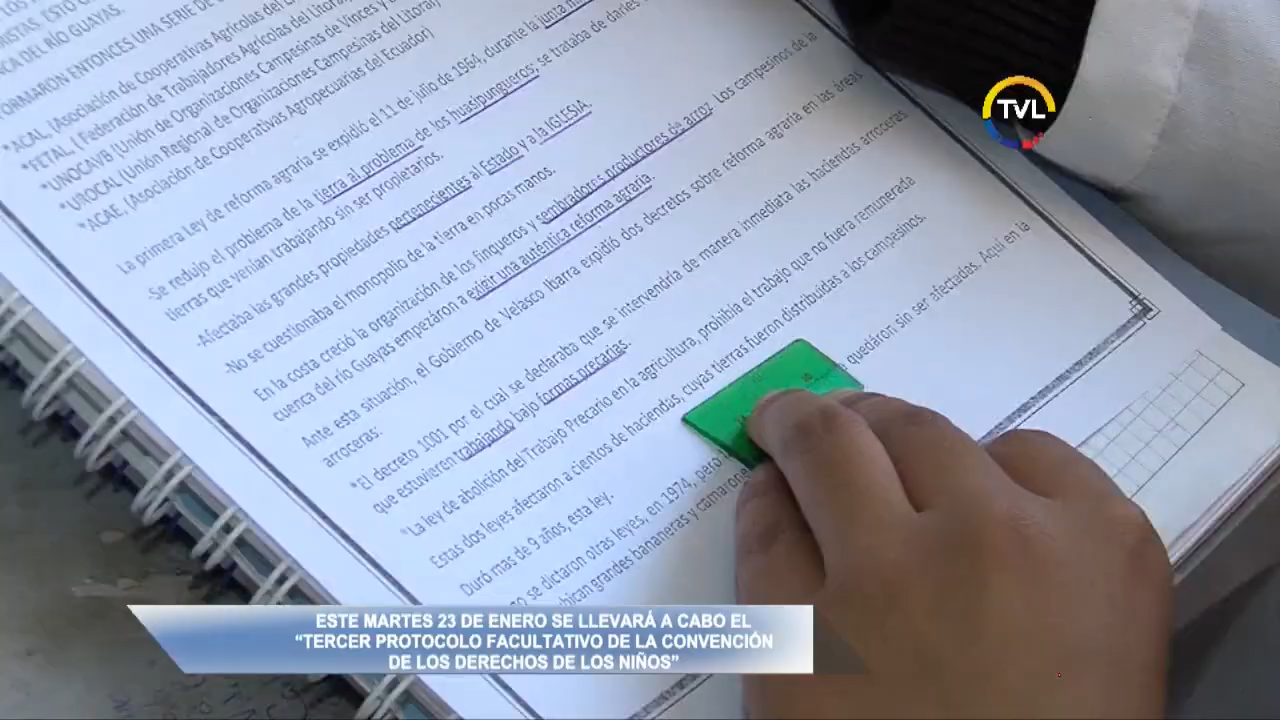 FORMARON ENTONCES UNA SERIE DE
*ACAL, (Asociación de Cooperativas Agrícolas del
*FETAL, ( Federación de Trabajadores Agrícolas del Litoral,
*UNOCAVB (Unión de Organizaciones Campesinas de Vinces y
*UROCAL (Unión Regional de Organizaciones Campesinas del Litoral)
*ACAE, (Asociación de Cooperativas Agropecuarias del Ecuador)
La primera Ley de reforma agraria se expidió el 11 de julio de 1964, durante la junta
-Se redujo el problema de la tierra al problema de los huasipungueros: se trataba de darles
tierras que venían trabajando sin ser propietarios.
-Afectaba las grandes propiedades pertenecientes al Estado y a la IGLESIA.
-No se cuestionaba el monopolio de la tierra en pocas manos.
En la costa creció la organización de los finqueros y sembradores productores de arroz. Los campesinos de la
cuenca del río Guayas empezáron a exigir una auténtica reforma agraria.
Ante esta situación, el Gobierno de Velasco Ibarra expidió dos decretos sobre reforma agraria en las áreas
arroceras:
*El decreto 1001 por el cual se declaraba que se intervendría de manera inmediata las haciendas arroceras,
que estuvieren trabajando bajo formas precarias.
*La ley de abolición del Trabajo Precario en la agricultura, prohibía el trabajo que no fuera remunerada
Estas dos leyes afectaron a cientos de haciendas, cuyas tierras fueron distribuidas a los campesinos.
Duró mas de 9 años, esta ley.
se dictaron otras leyes, en 1974, pero quedáron sin ser afectadas. Aquí en la
grandes bananeras y
TVL
ESTE MARTES 23 DE ENERO SE LLEVARÁ A CABO EL
“TERCER PROTOCOLO FACULTATIVO DE LA CONVENCIÓN
DE LOS DERECHOS DE LOS NIÑOS”